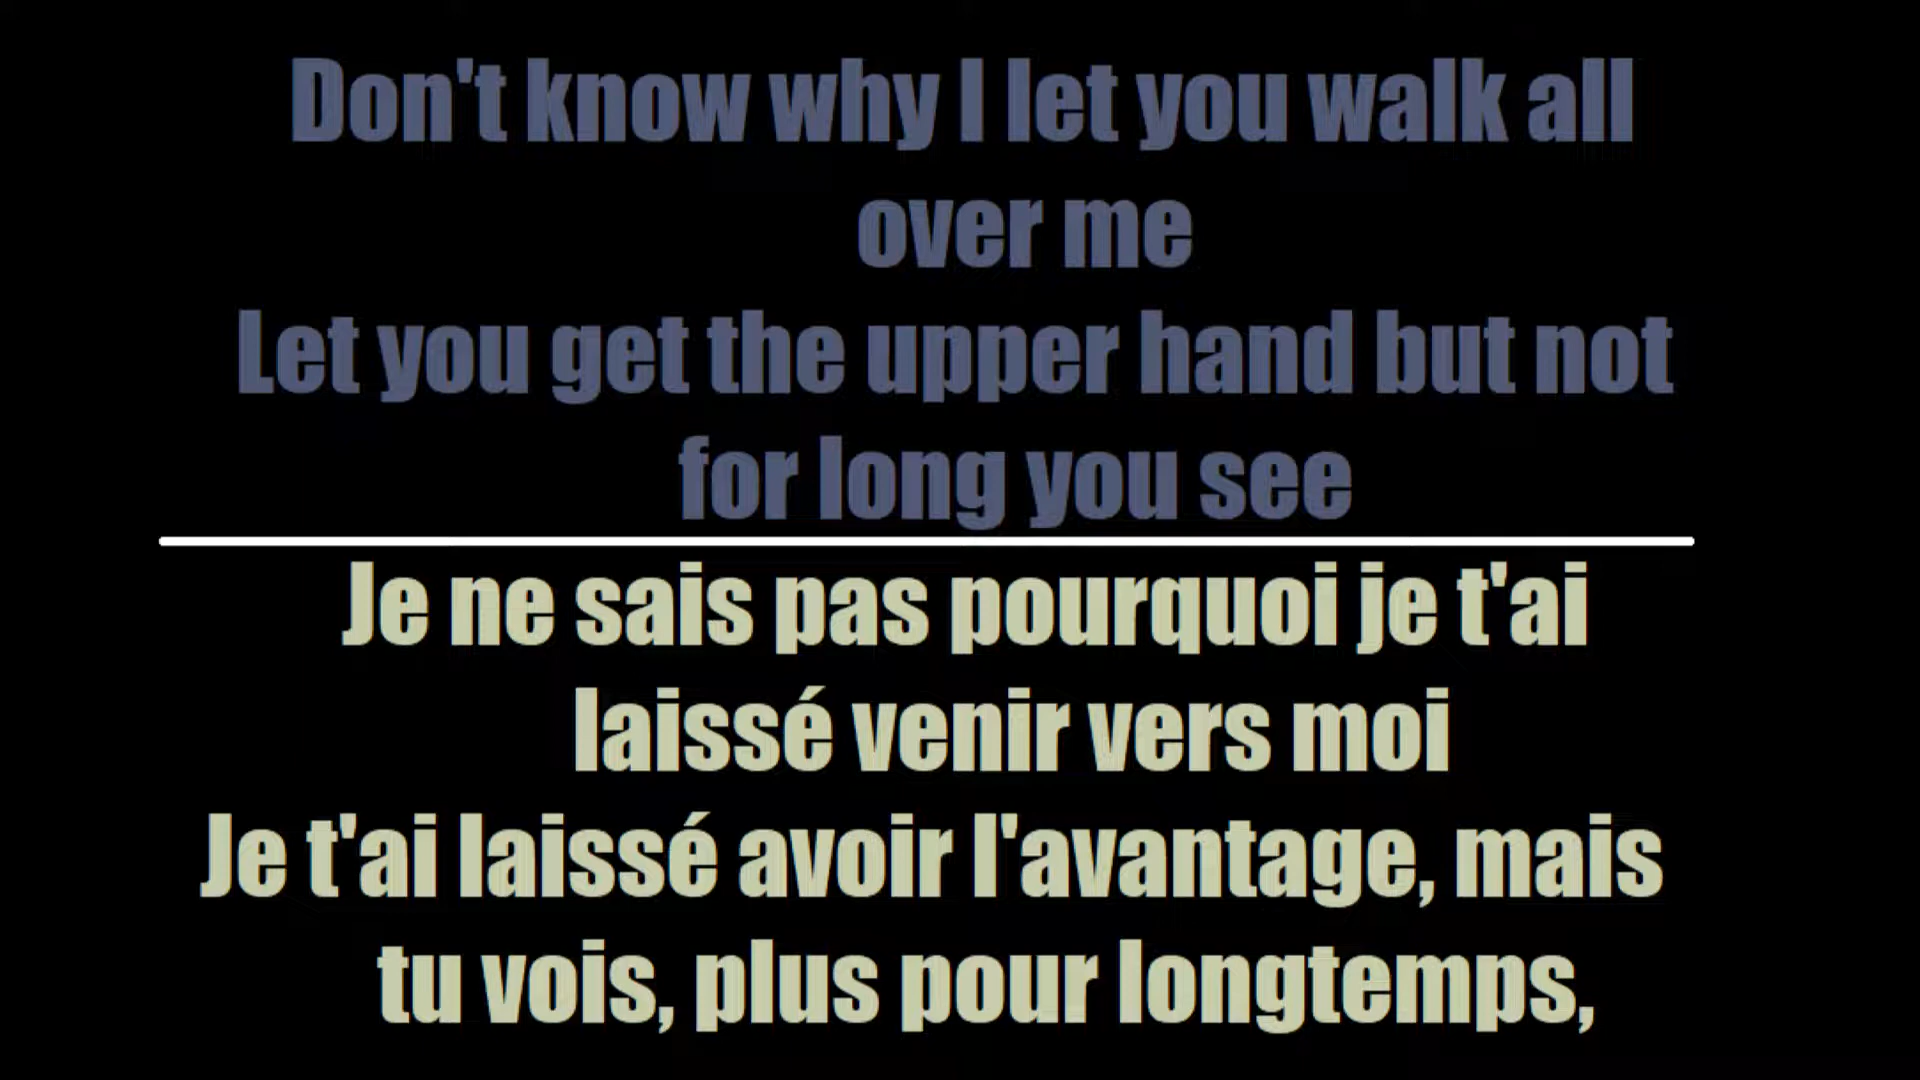 Don't know why I let you walk all
over me
Let you get the upper hand but not
for long you see
Je ne sais pas pourquoi je t'ai
laissé venir vers moi
Je t'ai laissé avoir l'avantage, mais
tu vois, plus pour longtemps,